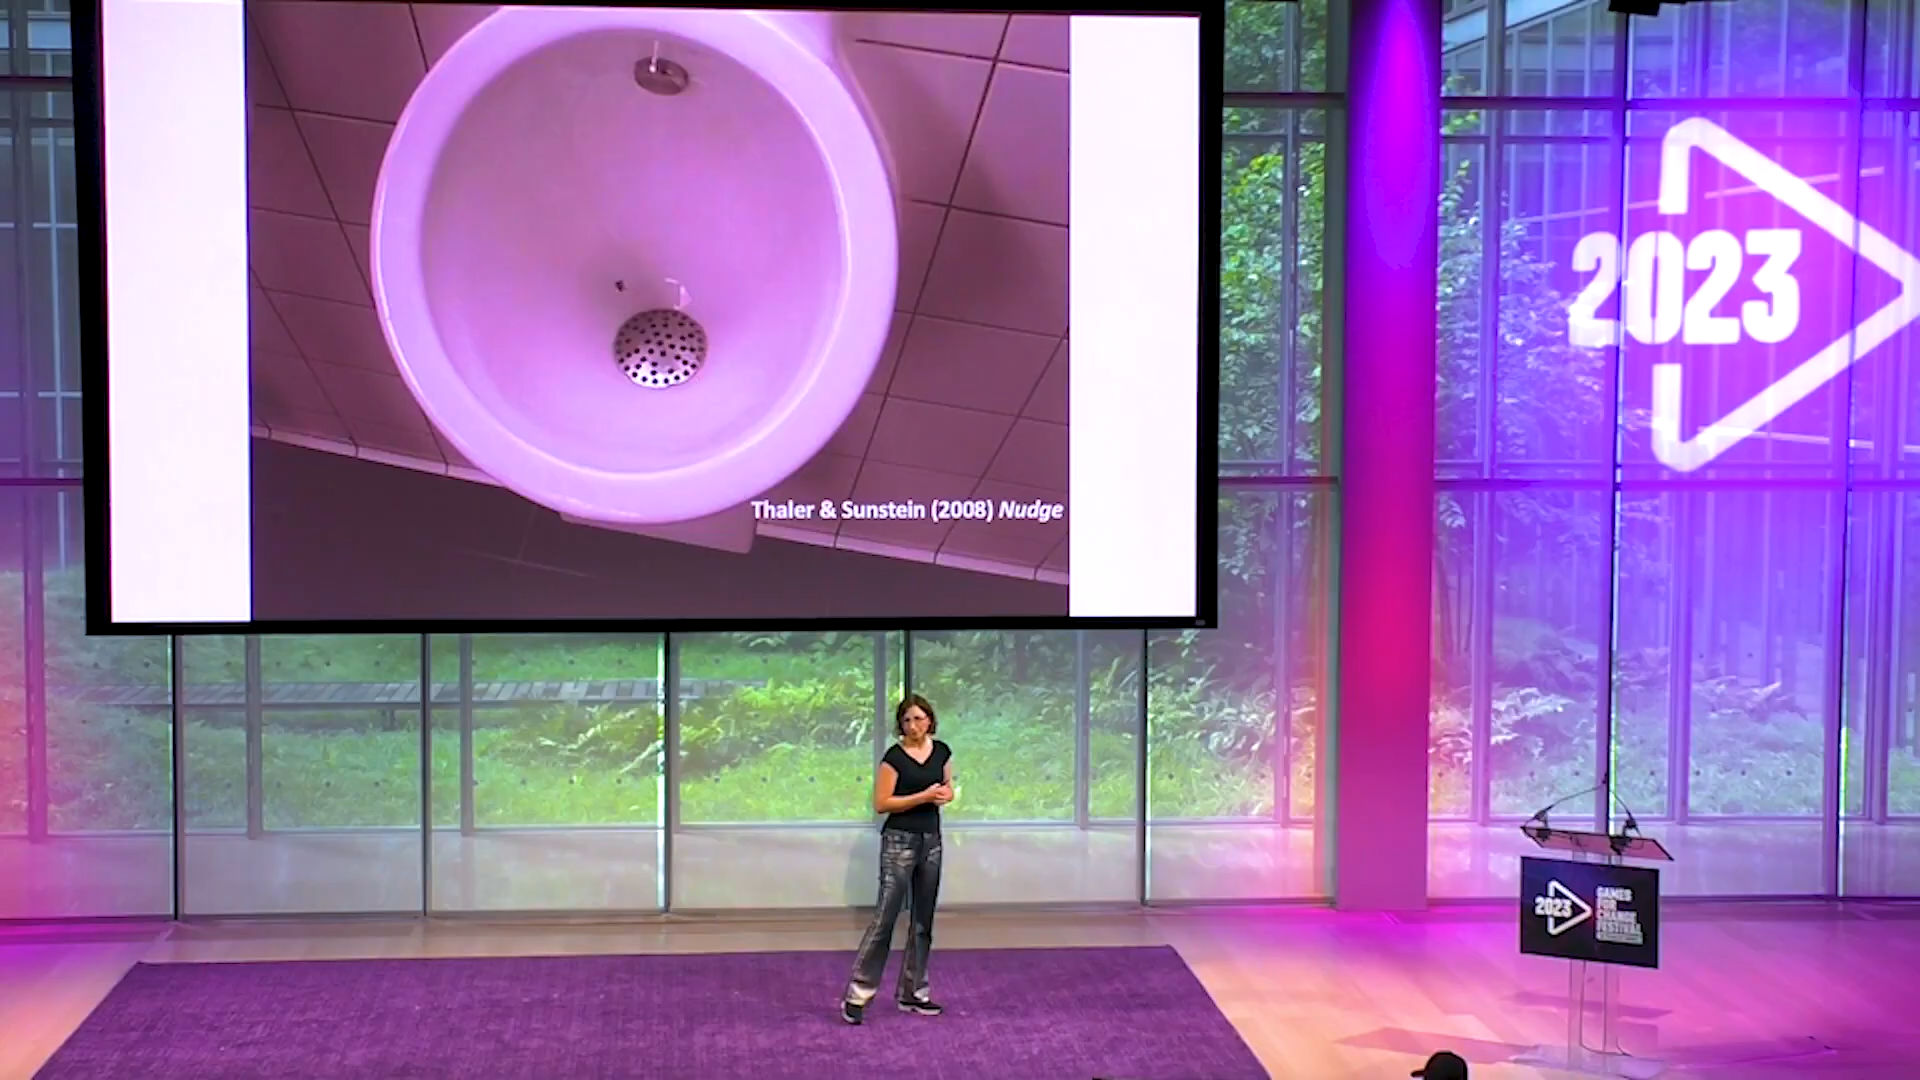 Thaler & Sunstein (2008) Nudge
2023
2023
GAMES
FOR
CHANGE
FESTIVAL